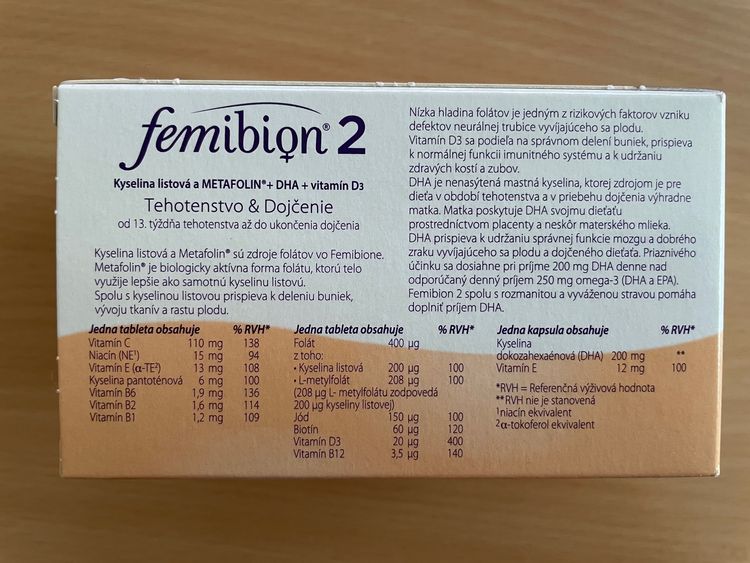 femibion® 2
Kyselina listová a METAFOLIN®+ DHA + vitamín D3
Tehotenstvo & Dojčenie
od 13. týždňa tehotenstva až do ukončenia dojčenia
Kyselina listová a Metafolin® sú zdroje folátov vo Femibione.
Metafolin® je biologicky aktívna forma folátu, ktorú telo
využije lepšie ako samotnú kyselinu listovú.
Spolu s kyselinou listovou prispieva k deleniu buniek,
vývoju tkanív a rastu plodu.
Nízka hladina folátov je jedným z rizikových faktorov vzniku
defektov neurálnej trubice vyvíjajúceho sa plodu.
Vitamín D3 sa podieľa na správnom delení buniek, prispieva
k normálnej funkcii imunitného systému a k udržaniu
zdravých kostí a zubov.
DHA je nenásytená mastná kyselina, ktorej zdrojom je pre
dieťa v období tehotenstva a v priebehu dojčenia výhradne
matka. Matka poskytuje DHA svojmu dieťaťu
prostredníctvom placenty a neskôr materského mlieka.
DHA prispieva k udržaniu správnej funkcie mozgu a dobrého
zraku vyvíjajúceho sa plodu a dojčeného dieťaťa. Priaznivého
účinku sa dosiahne pri príjme 200 mg DHA denne nad
odporúčaný denný príjem 250 mg omega-3 (DHA a EPA).
Femibion 2 spolu s rozmanitou a vyváženou stravou pomáha
doplniť príjem DHA.
Jedna tableta obsahuje % RVH*
Vitamín C 110 mg 138
Niacín (NE¹) 15 mg 94
Vitamín E (α-TE²) 13 mg 108
Kyselina pantoténová 6 mg 100
Vitamín B6 1,9 mg 136
Vitamín B2 1,6 mg 114
Vitamín B1 1,2 mg 109
Jedna tableta obsahuje % RVH*
Folát 400 µg
z toho:
• Kyselina listová 200 µg 100
• L-metylfolát 208 µg 100
(208 µg L- metylfolátu zodpovedá
200 µg kyseliny listovej)
Jód 150 µg 100
Biotín 60 µg 120
Vitamín D3 20 µg 400
Vitamín B12 3,5 µg 140
Jedna kapsula obsahuje % RVH*
Kyselina
dokozahexaénová (DHA) 200 mg **
Vitamín E 12 mg 100
*RVH = Referenčná výživová hodnota
**RVH nie je stanovená
¹niacín ekvivalent
²α-tokoferol ekvivalent